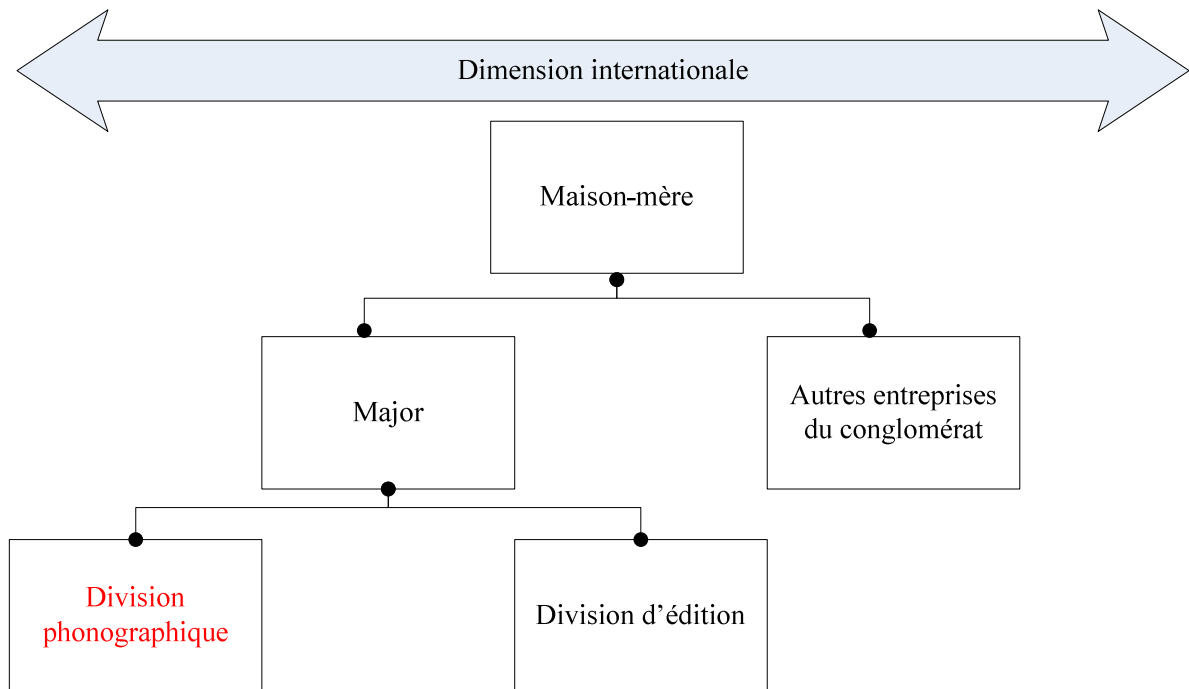 Dimension internationale
Maison-mère
Major
Autres entreprises
du conglomérat
Division
phonographique
Division d’édition